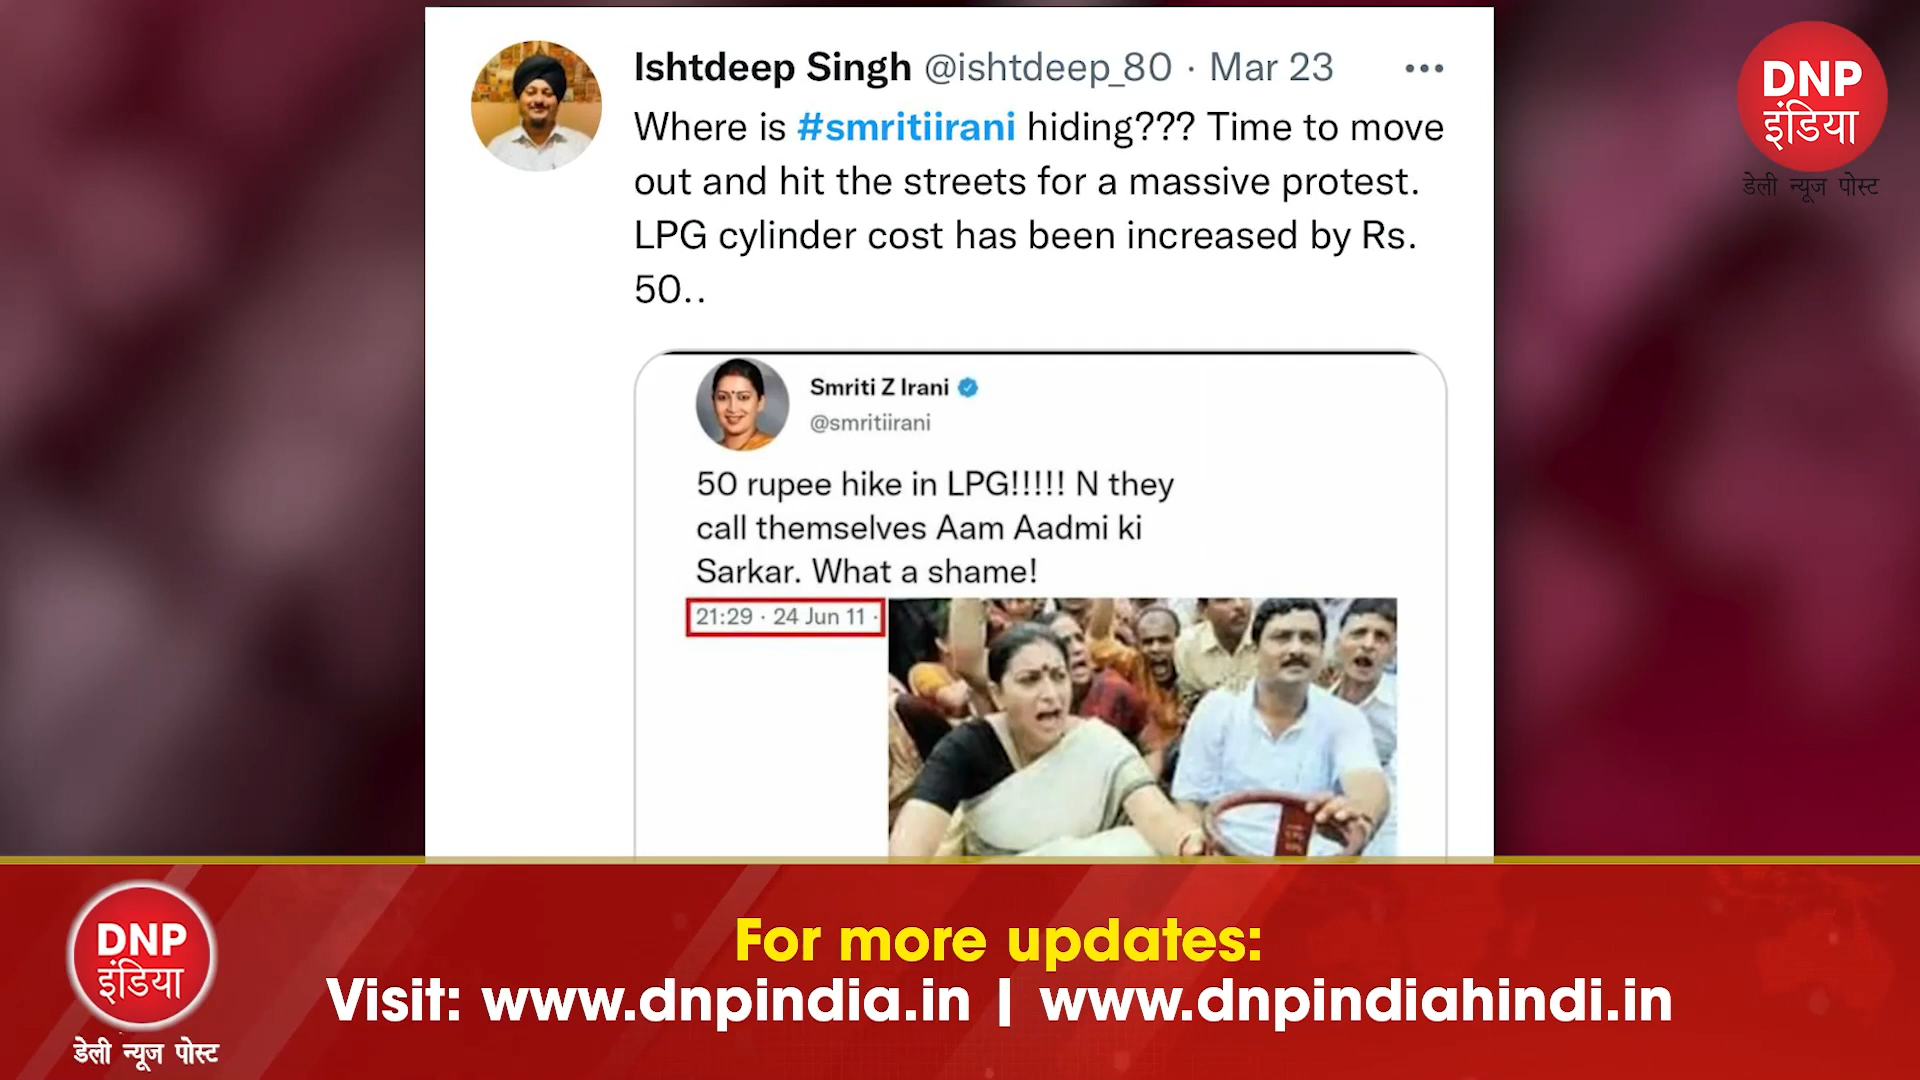 Ishtdeep Singh @ishtdeep_80 · Mar 23
Where is #smritiirani hiding??? Time to move
out and hit the streets for a massive protest.
LPG cylinder cost has been increased by Rs.
50..
Smriti Z Irani
@smritiirani
50 rupee hike in LPG!!!!! N they
call themselves Aam Aadmi ki
Sarkar. What a shame!
21:29 · 24 Jun 11 ·
DNP
इंडिया
डेली न्यूज पोस्ट
DNP
इंडिया
डेली न्यूज पोस्ट
For more updates:
Visit: www.dnpindia.in | www.dnpindiahindi.in